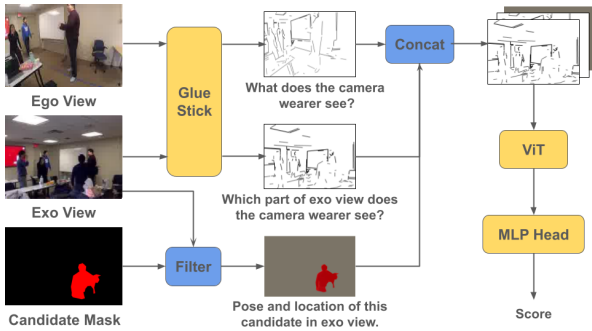 Ego View
Glue
Stick
What does the camera
wearer see?
Concat
Exo View
Which part of exo view does
the camera wearer see?
ViT
MLP Head
Candidate Mask
Filter
Pose and location of this
candidate in exo view.
Score